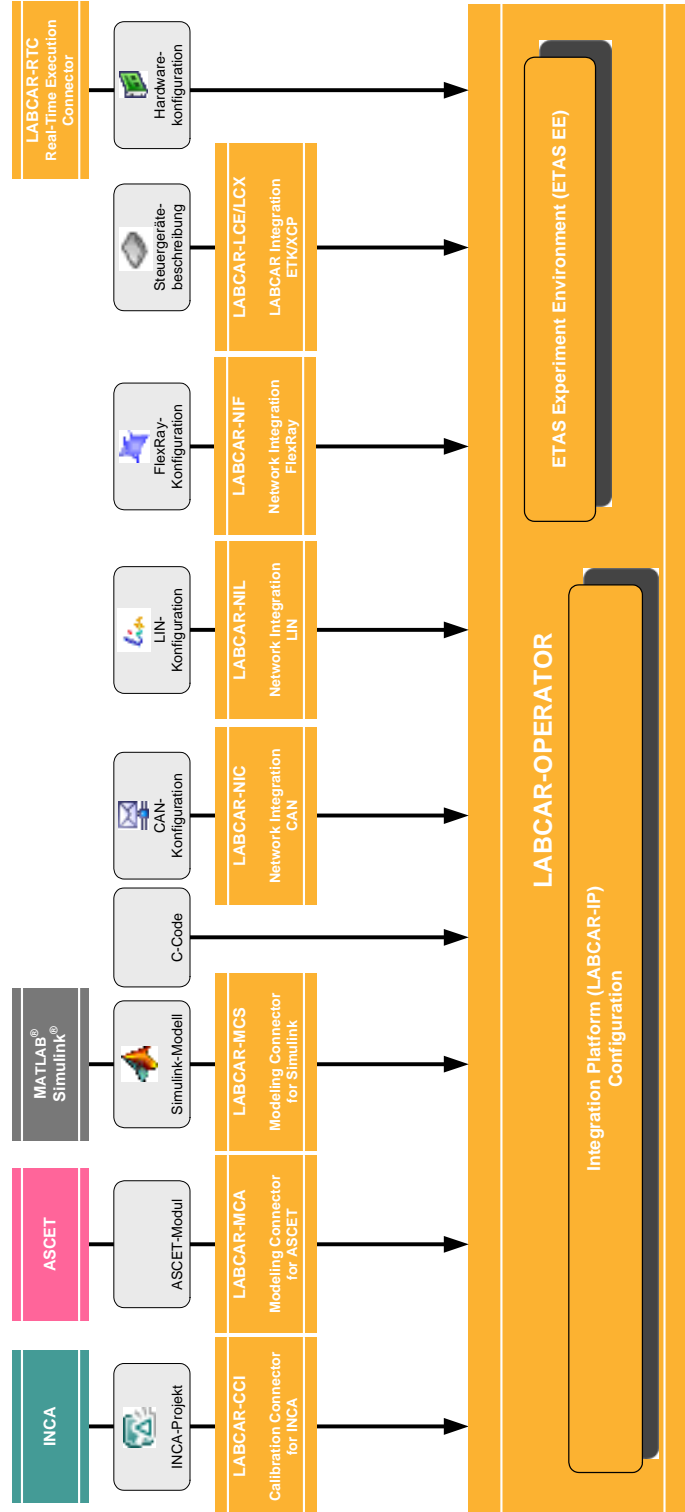 INCA
ASCET
MATLAB®
Simulink®
LABCAR-RTC
Real-Time Execution
Connector
INCA-Projekt
ASCET-Modul
Simulink-Modell
C-Code
CAN-
Konfiguration
LIN-
Konfiguration
FlexRay-
Konfiguration
Steuergeräte-
beschreibung
Hardware-
konfiguration
LABCAR-CCI
Calibration Connector
for INCA
LABCAR-MCA
Modeling Connector
for ASCET
LABCAR-MCS
Modeling Connector
for Simulink
LABCAR-NIC
Network Integration
CAN
LABCAR-NIL
Network Integration
LIN
LABCAR-NIF
Network Integration
FlexRay
LABCAR-LCE/LCX
LABCAR Integration
ETK/XCP
LABCAR-OPERATOR
Integration Platform (LABCAR-IP)
Configuration
ETAS Experiment Environment (ETAS EE)